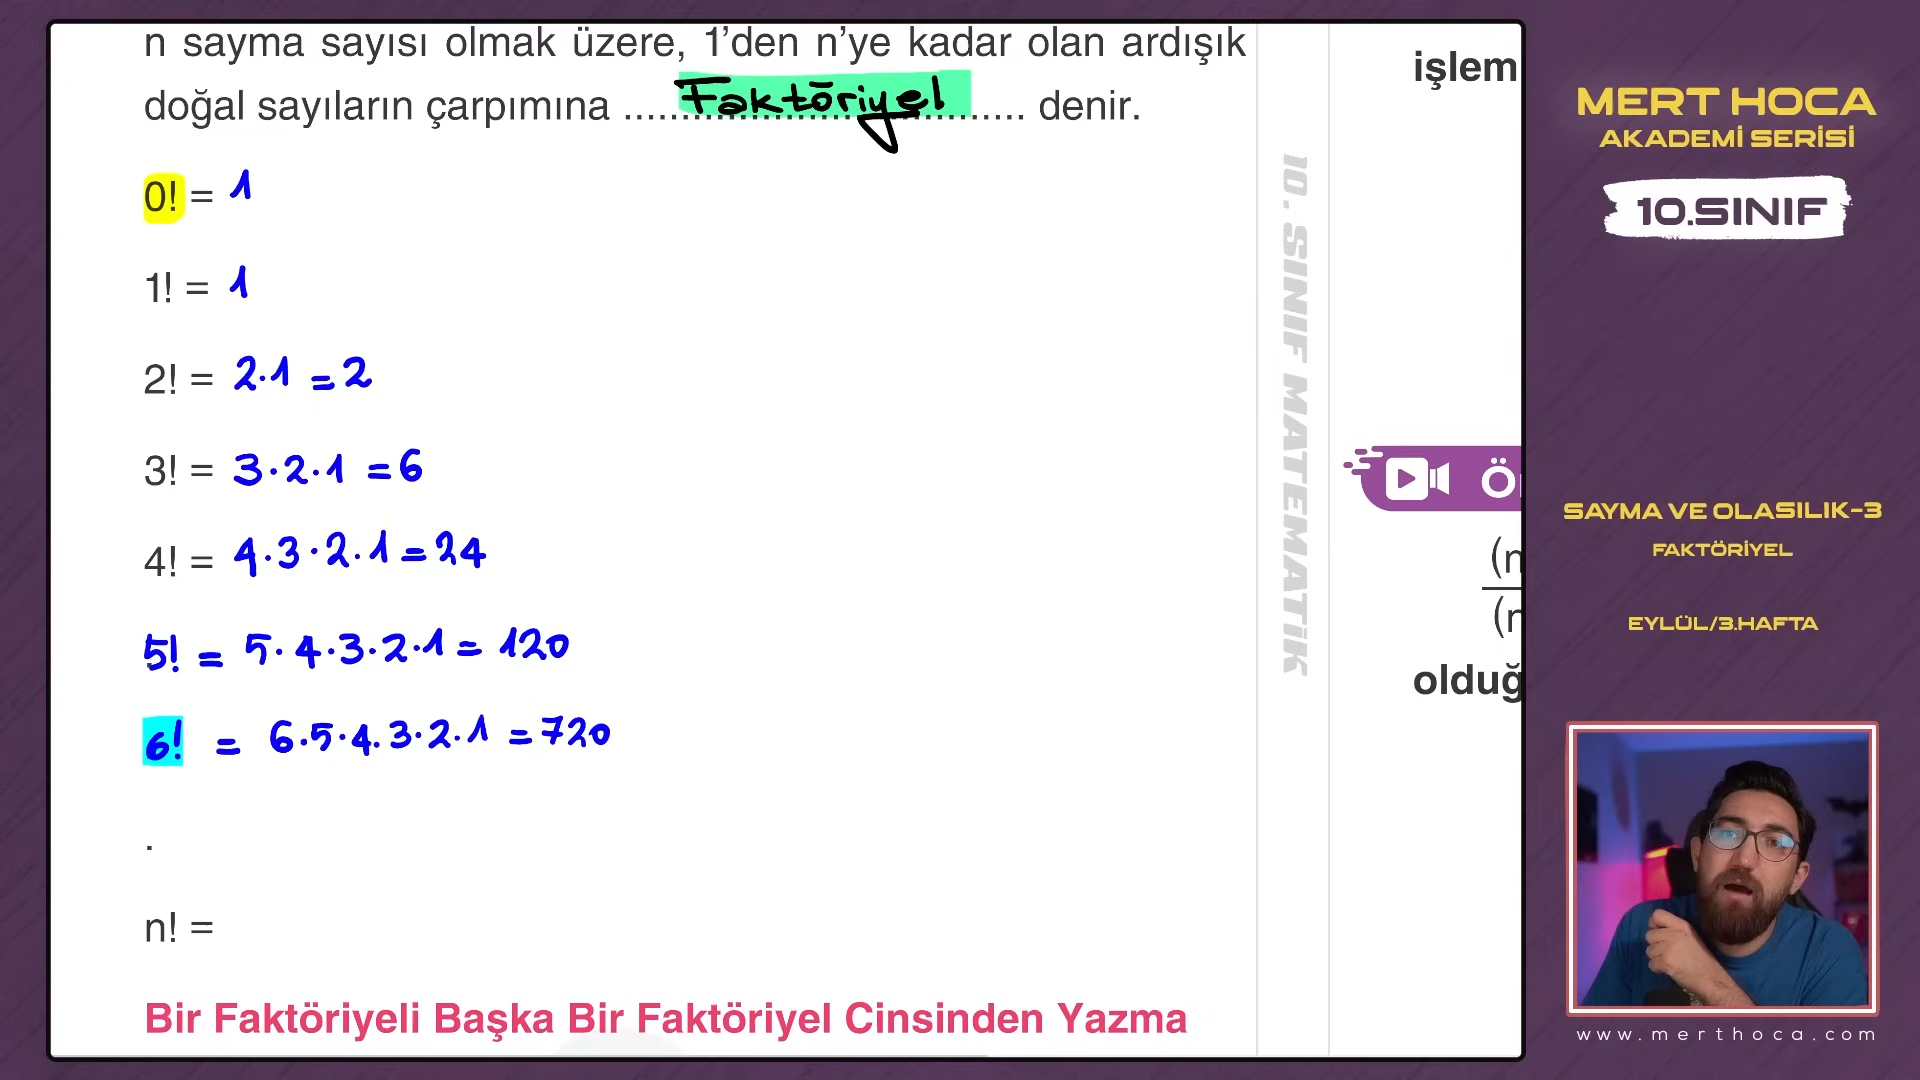 n sayma sayısı olmak üzere, 1'den n'ye kadar olan ardışık
doğal sayıların çarpımına ........Faktöriyel........ denir.
0! = 1
1! = 1
2! = 2·1 = 2
3! = 3·2·1 = 6
4! = 4·3·2·1 = 24
5! = 5·4·3·2·1 = 120
6! = 6·5·4·3·2·1 = 720
.
n! =
Bir Faktöriyeli Başka Bir Faktöriyel Cinsinden Yazma
10. SINIF MATEMATİK
işlem
Ö
(n
(n
olduğ
MERT HOCA
AKADEMİ SERİSİ
10.SINIF
SAYMA VE OLASILIK-3
FAKTÖRİYEL
EYLÜL/3.HAFTA
www.merthoca.com